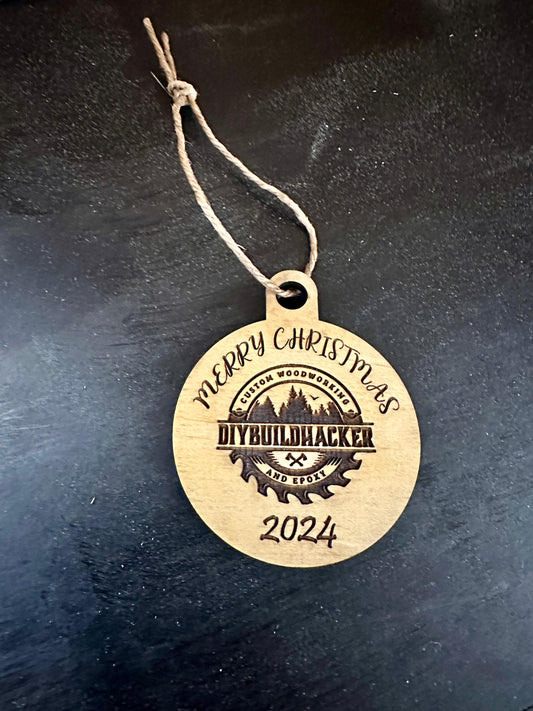 MERRY CHRISTMAS
CUSTOM WOODWORKING
DIYBUILDHACKER
AND EPOXY
2024